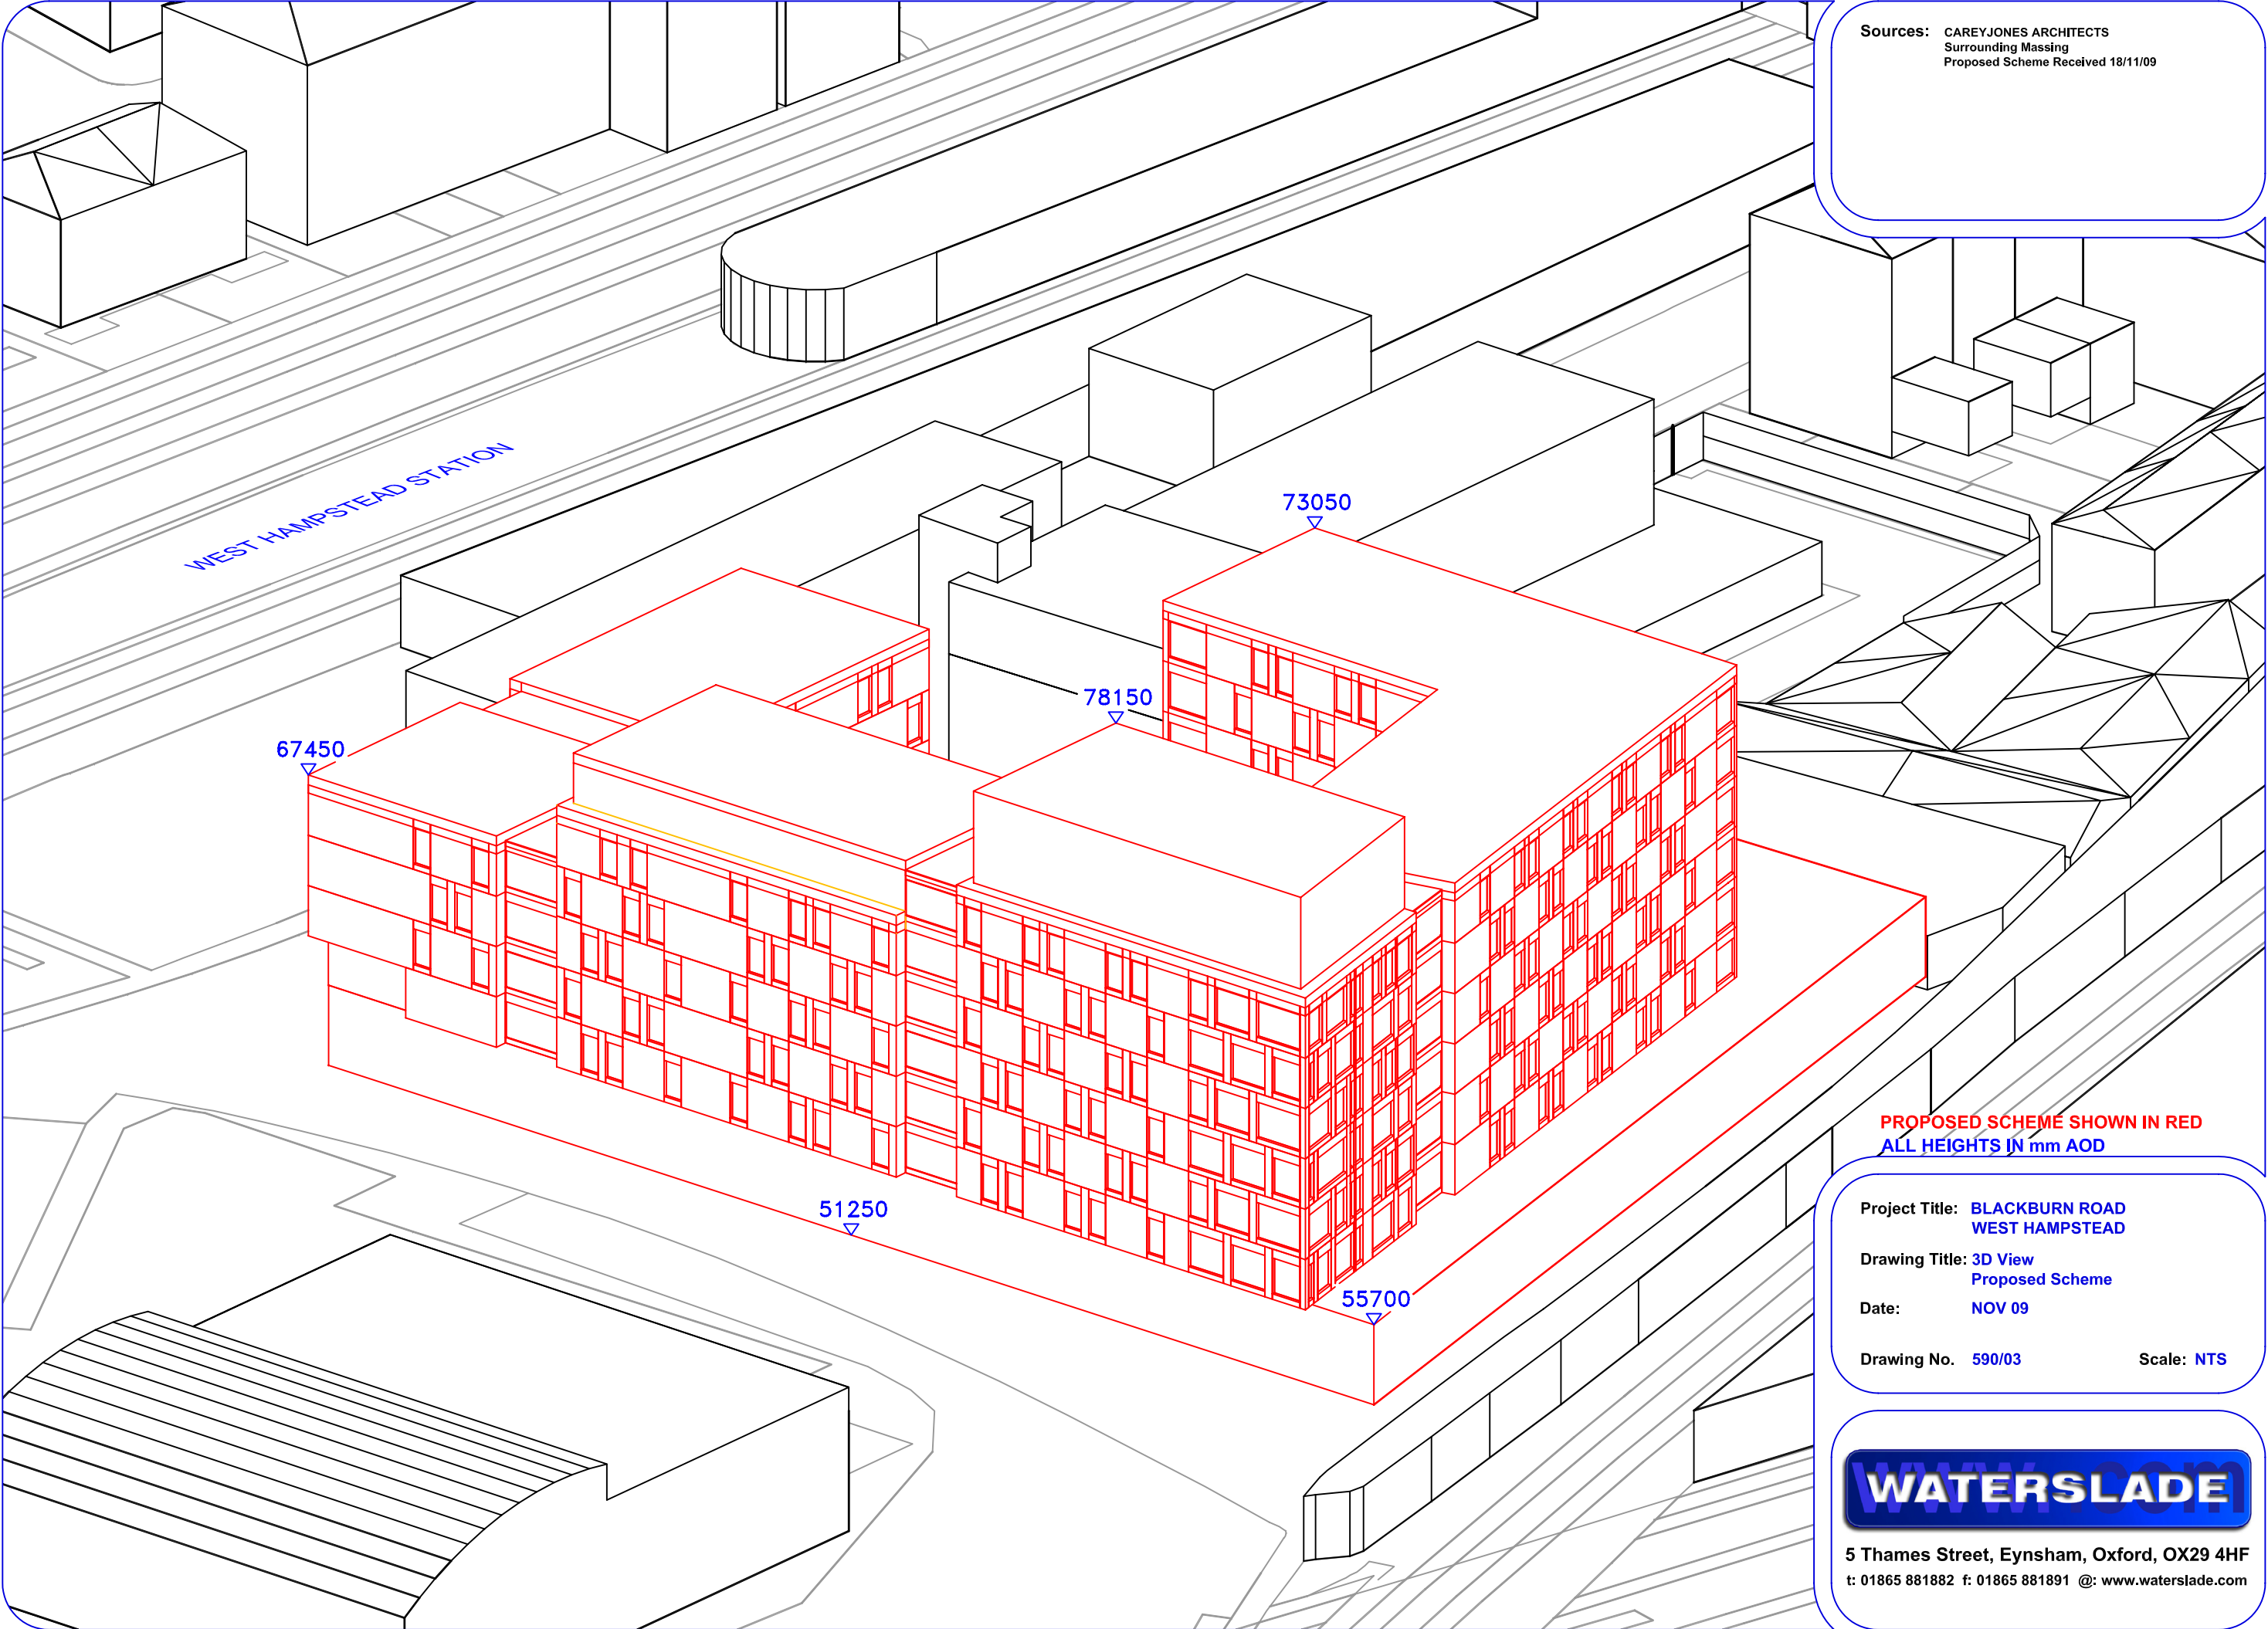 Sources: CAREYJONES ARCHITECTS
Surrounding Massing
Proposed Scheme Received 18/11/09
WEST HAMPSTEAD STATION
73050
78150
67450
51250
55700
PROPOSED SCHEME SHOWN IN RED
ALL HEIGHTS IN mm AOD
Project Title: BLACKBURN ROAD
WEST HAMPSTEAD
Drawing Title: 3D View
Proposed Scheme
Date: NOV 09
Drawing No. 590/03 Scale: NTS
www. .com
WATERSLADE
5 Thames Street, Eynsham, Oxford, OX29 4HF
t: 01865 881882 f: 01865 881891 @: www.waterslade.com